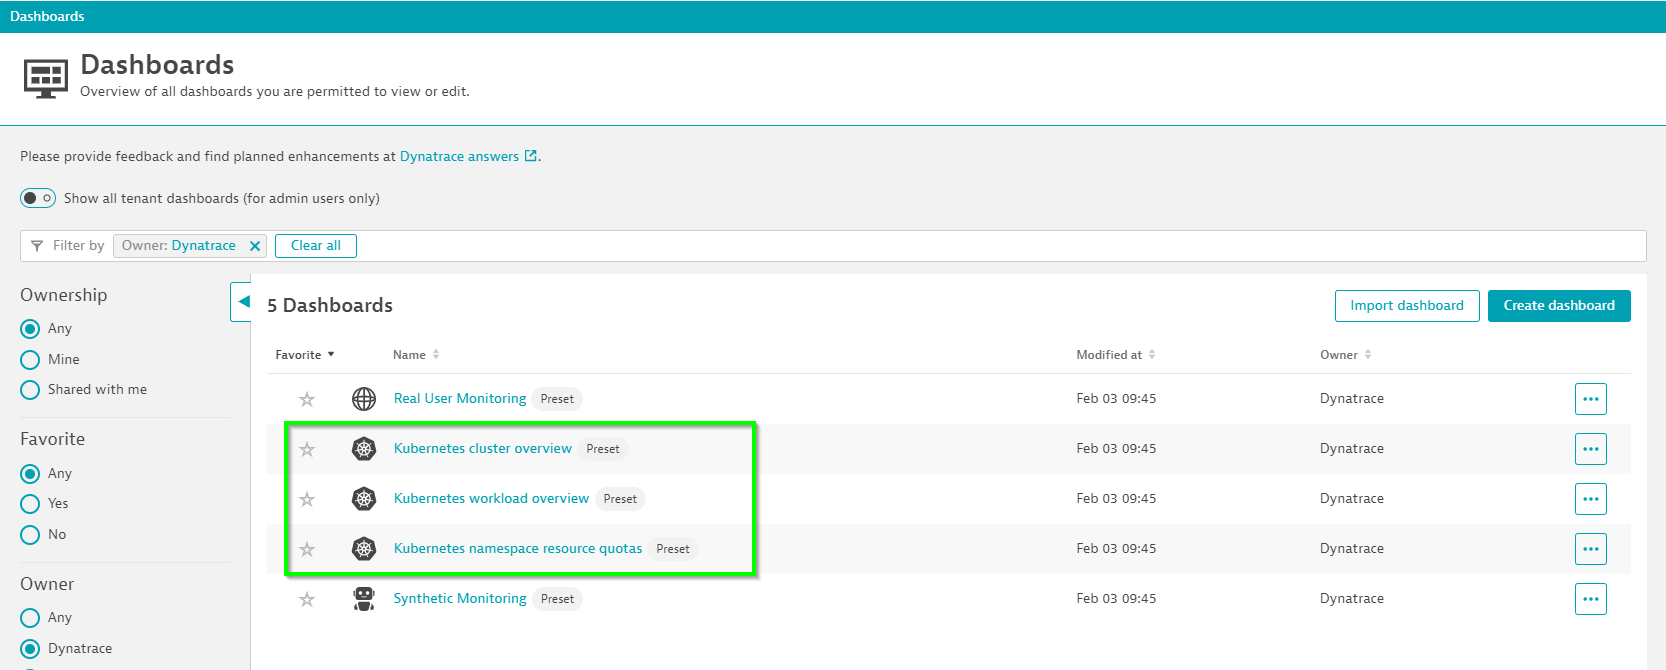 Dashboards
Dashboards
Overview of all dashboards you are permitted to view or edit.
Please provide feedback and find planned enhancements at Dynatrace answers.
Show all tenant dashboards (for admin users only)
Filter by Owner: Dynatrace Clear all
Ownership
Any
Mine
Shared with me
Favorite
Any
Yes
No
Owner
Any
Dynatrace
5 Dashboards Import dashboard Create dashboard
Favorite Name Modified at Owner
Real User Monitoring Preset Feb 03 09:45 Dynatrace
Kubernetes cluster overview Preset Feb 03 09:45 Dynatrace
Kubernetes workload overview Preset Feb 03 09:45 Dynatrace
Kubernetes namespace resource quotas Preset Feb 03 09:45 Dynatrace
Synthetic Monitoring Preset Feb 03 09:45 Dynatrace